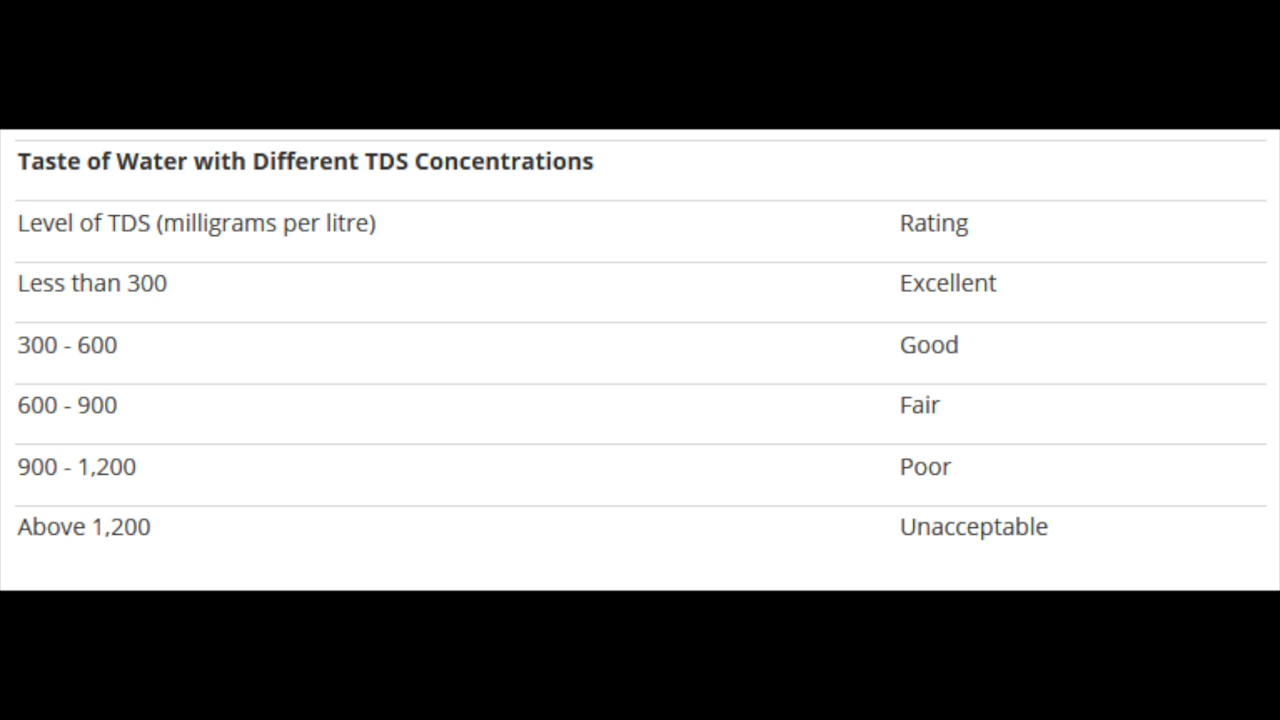 Taste of Water with Different TDS Concentrations
Level of TDS (milligrams per litre) Rating
Less than 300 Excellent
300 - 600 Good
600 - 900 Fair
900 - 1,200 Poor
Above 1,200 Unacceptable